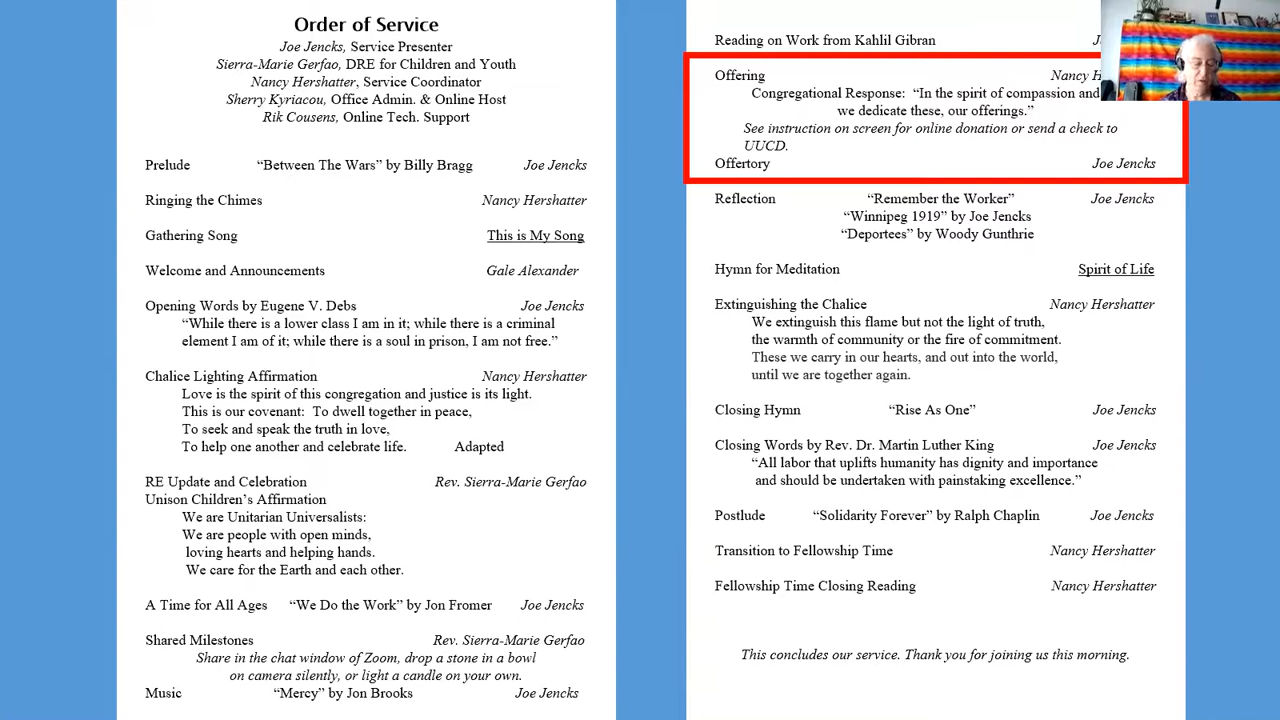 Order of Service
Joe Jencks, Service Presenter
Sierra-Marie Gerfao, DRE for Children and Youth
Nancy Hershatter, Service Coordinator
Sherry Kyriacou, Office Admin. & Online Host
Rik Cousens, Online Tech. Support
Prelude “Between The Wars” by Billy Bragg Joe Jencks
Ringing the Chimes Nancy Hershatter
Gathering Song This is My Song
Welcome and Announcements Gale Alexander
Opening Words by Eugene V. Debs Joe Jencks
“While there is a lower class I am in it; while there is a criminal
element I am of it; while there is a soul in prison, I am not free.”
Chalice Lighting Affirmation Nancy Hershatter
Love is the spirit of this congregation and justice is its light.
This is our covenant: To dwell together in peace,
To seek and speak the truth in love,
To help one another and celebrate life. Adapted
RE Update and Celebration Rev. Sierra-Marie Gerfao
Unison Children’s Affirmation
We are Unitarian Universalists:
We are people with open minds,
loving hearts and helping hands.
We care for the Earth and each other.
A Time for All Ages “We Do the Work” by Jon Fromer Joe Jencks
Shared Milestones Rev. Sierra-Marie Gerfao
Share in the chat window of Zoom, drop a stone in a bowl
on camera silently, or light a candle on your own.
Music “Mercy” by Jon Brooks Joe Jencks
Reading on Work from Kahlil Gibran
Offering Nancy
Congregational Response: “In the spirit of compassion and
we dedicate these, our offerings.”
See instruction on screen for online donation or send a check to
UUCD.
Offertory Joe Jencks
Reflection “Remember the Worker” Joe Jencks
“Winnipeg 1919” by Joe Jencks
“Deportees” by Woody Gunthrie
Hymn for Meditation Spirit of Life
Extinguishing the Chalice Nancy Hershatter
We extinguish this flame but not the light of truth,
the warmth of community or the fire of commitment.
These we carry in our hearts, and out into the world,
until we are together again.
Closing Hymn “Rise As One” Joe Jencks
Closing Words by Rev. Dr. Martin Luther King Joe Jencks
“All labor that uplifts humanity has dignity and importance
and should be undertaken with painstaking excellence.”
Postlude “Solidarity Forever” by Ralph Chaplin Joe Jencks
Transition to Fellowship Time Nancy Hershatter
Fellowship Time Closing Reading Nancy Hershatter
This concludes our service. Thank you for joining us this morning.